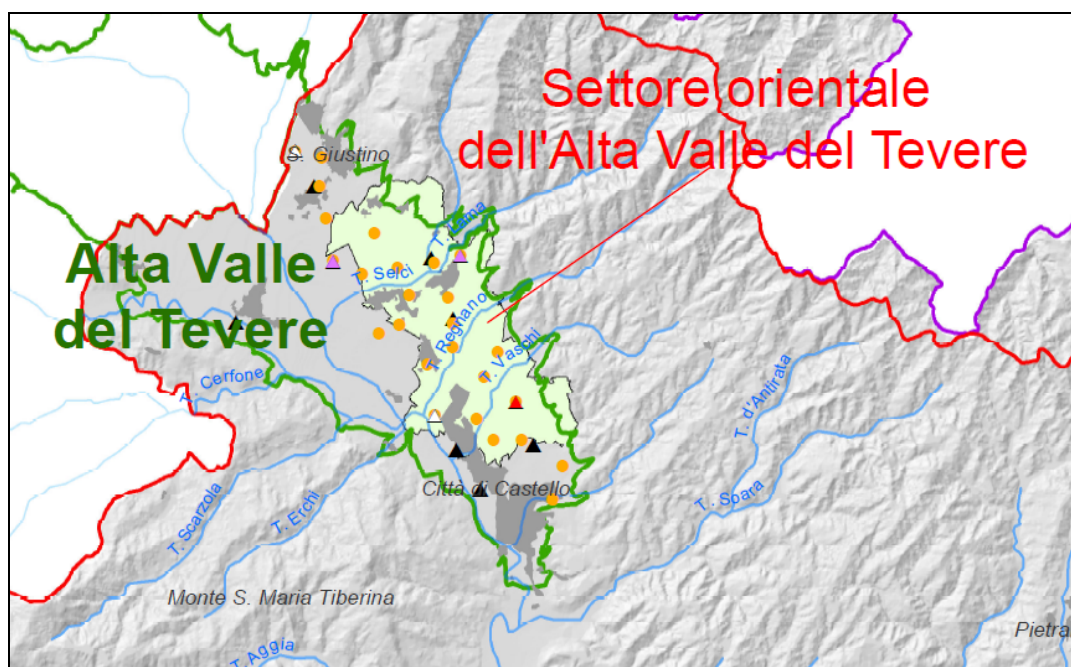 Settore orientale
dell'Alta Valle del Tevere
S. Giustino
Alta Valle
del Tevere
T. Lama
T. Selci
T. Regnano
T. Vaschi
T. Cerfone
T. d'Antirata
T. Soara
Città di Castello
T. Scarzola
T. Erchi
Monte S. Maria Tiberina
Pietra
T. Aggia